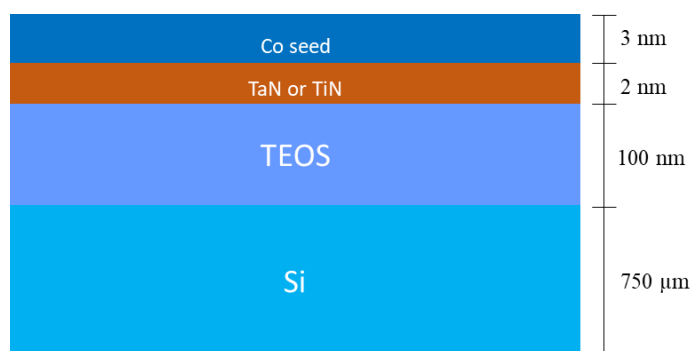 Co seed
3 nm
TaN or TiN
2 nm
TEOS
100 nm
Si
750 µm